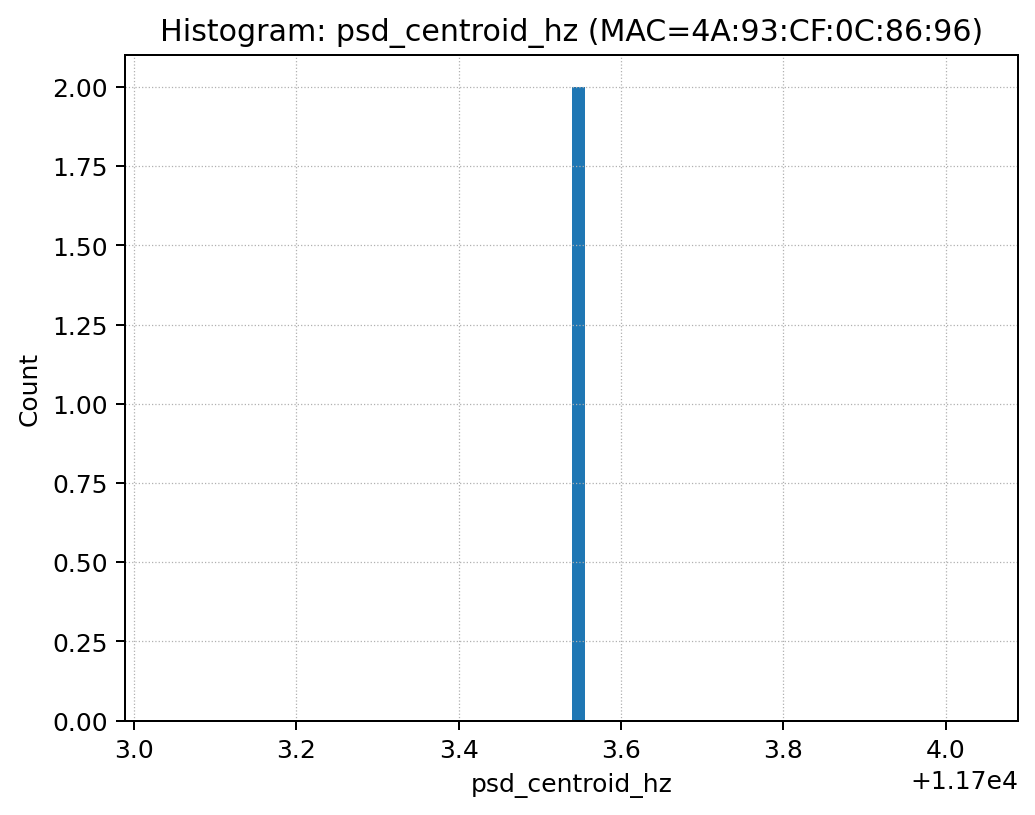 Histogram: psd_centroid_hz (MAC=4A:93:CF:0C:86:96)
2.00
1.75
1.50
1.25
1.00
0.75
0.50
0.25
0.00
Count
3.0 3.2 3.4 3.6 3.8 4.0
+1.17e4
psd_centroid_hz